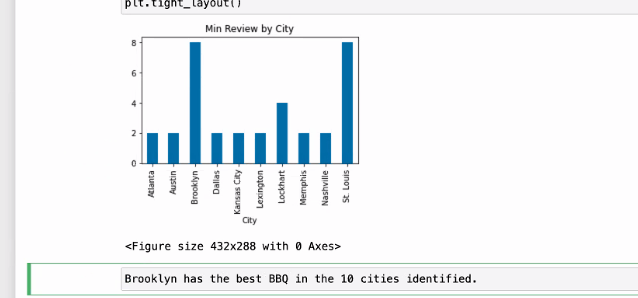 plt.tight_layout()
Min Review by City
8
6
4
2
0
Atlanta
Austin
Brooklyn
Dallas
Kansas City
Lexington
Lockhart
Memphis
Nashville
St. Louis
City
<Figure size 432x288 with 0 Axes>
Brooklyn has the best BBQ in the 10 cities identified.